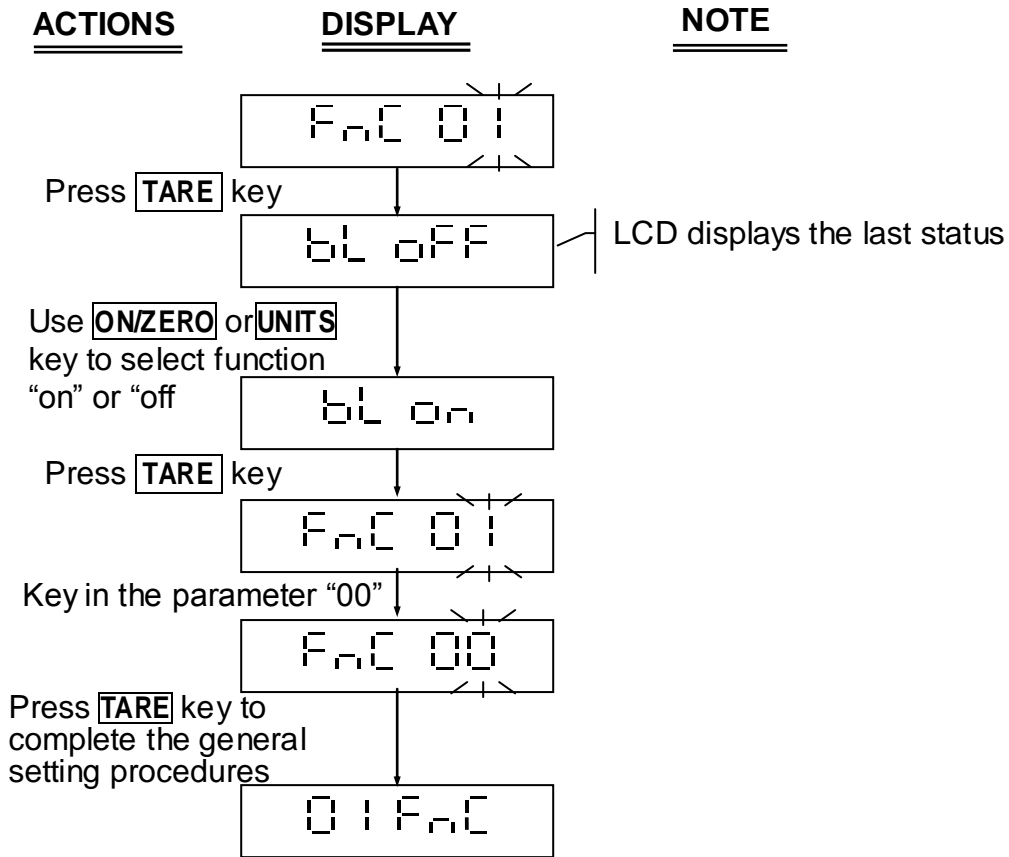 ACTIONS DISPLAY NOTE
FnC 01
Press TARE key
bL oFF
LCD displays the last status
Use ON/ZERO or UNITS
key to select function
“on” or “off
bL on
Press TARE key
FnC 01
Key in the parameter “00”
FnC 00
Press TARE key to
complete the general
setting procedures
01 FnC